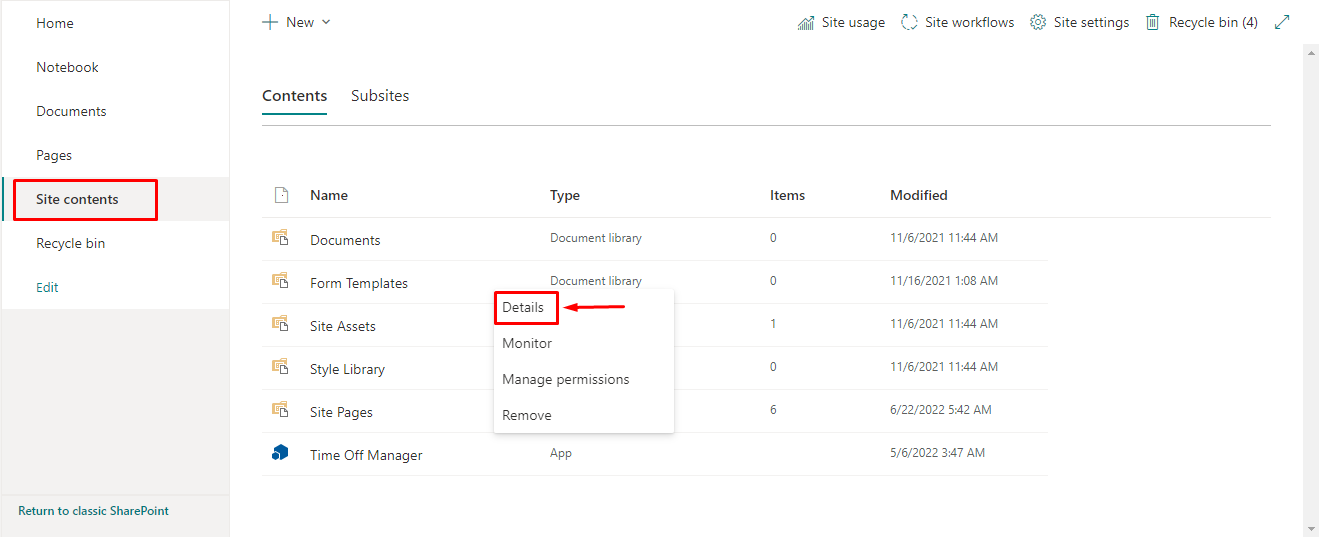 Home
Notebook
Documents
Pages
Site contents
Recycle bin
Edit
Return to classic SharePoint
New
Site usage
Site workflows
Site settings
Recycle bin (4)
Contents Subsites
Name Type Items Modified
Documents Document library 0 11/6/2021 11:44 AM
Form Templates Document library 0 11/16/2021 1:08 AM
Site Assets 1 11/6/2021 11:44 AM
Style Library 0 11/6/2021 11:44 AM
Site Pages 6 6/22/2022 5:42 AM
Time Off Manager App 5/6/2022 3:47 AM
Details
Monitor
Manage permissions
Remove